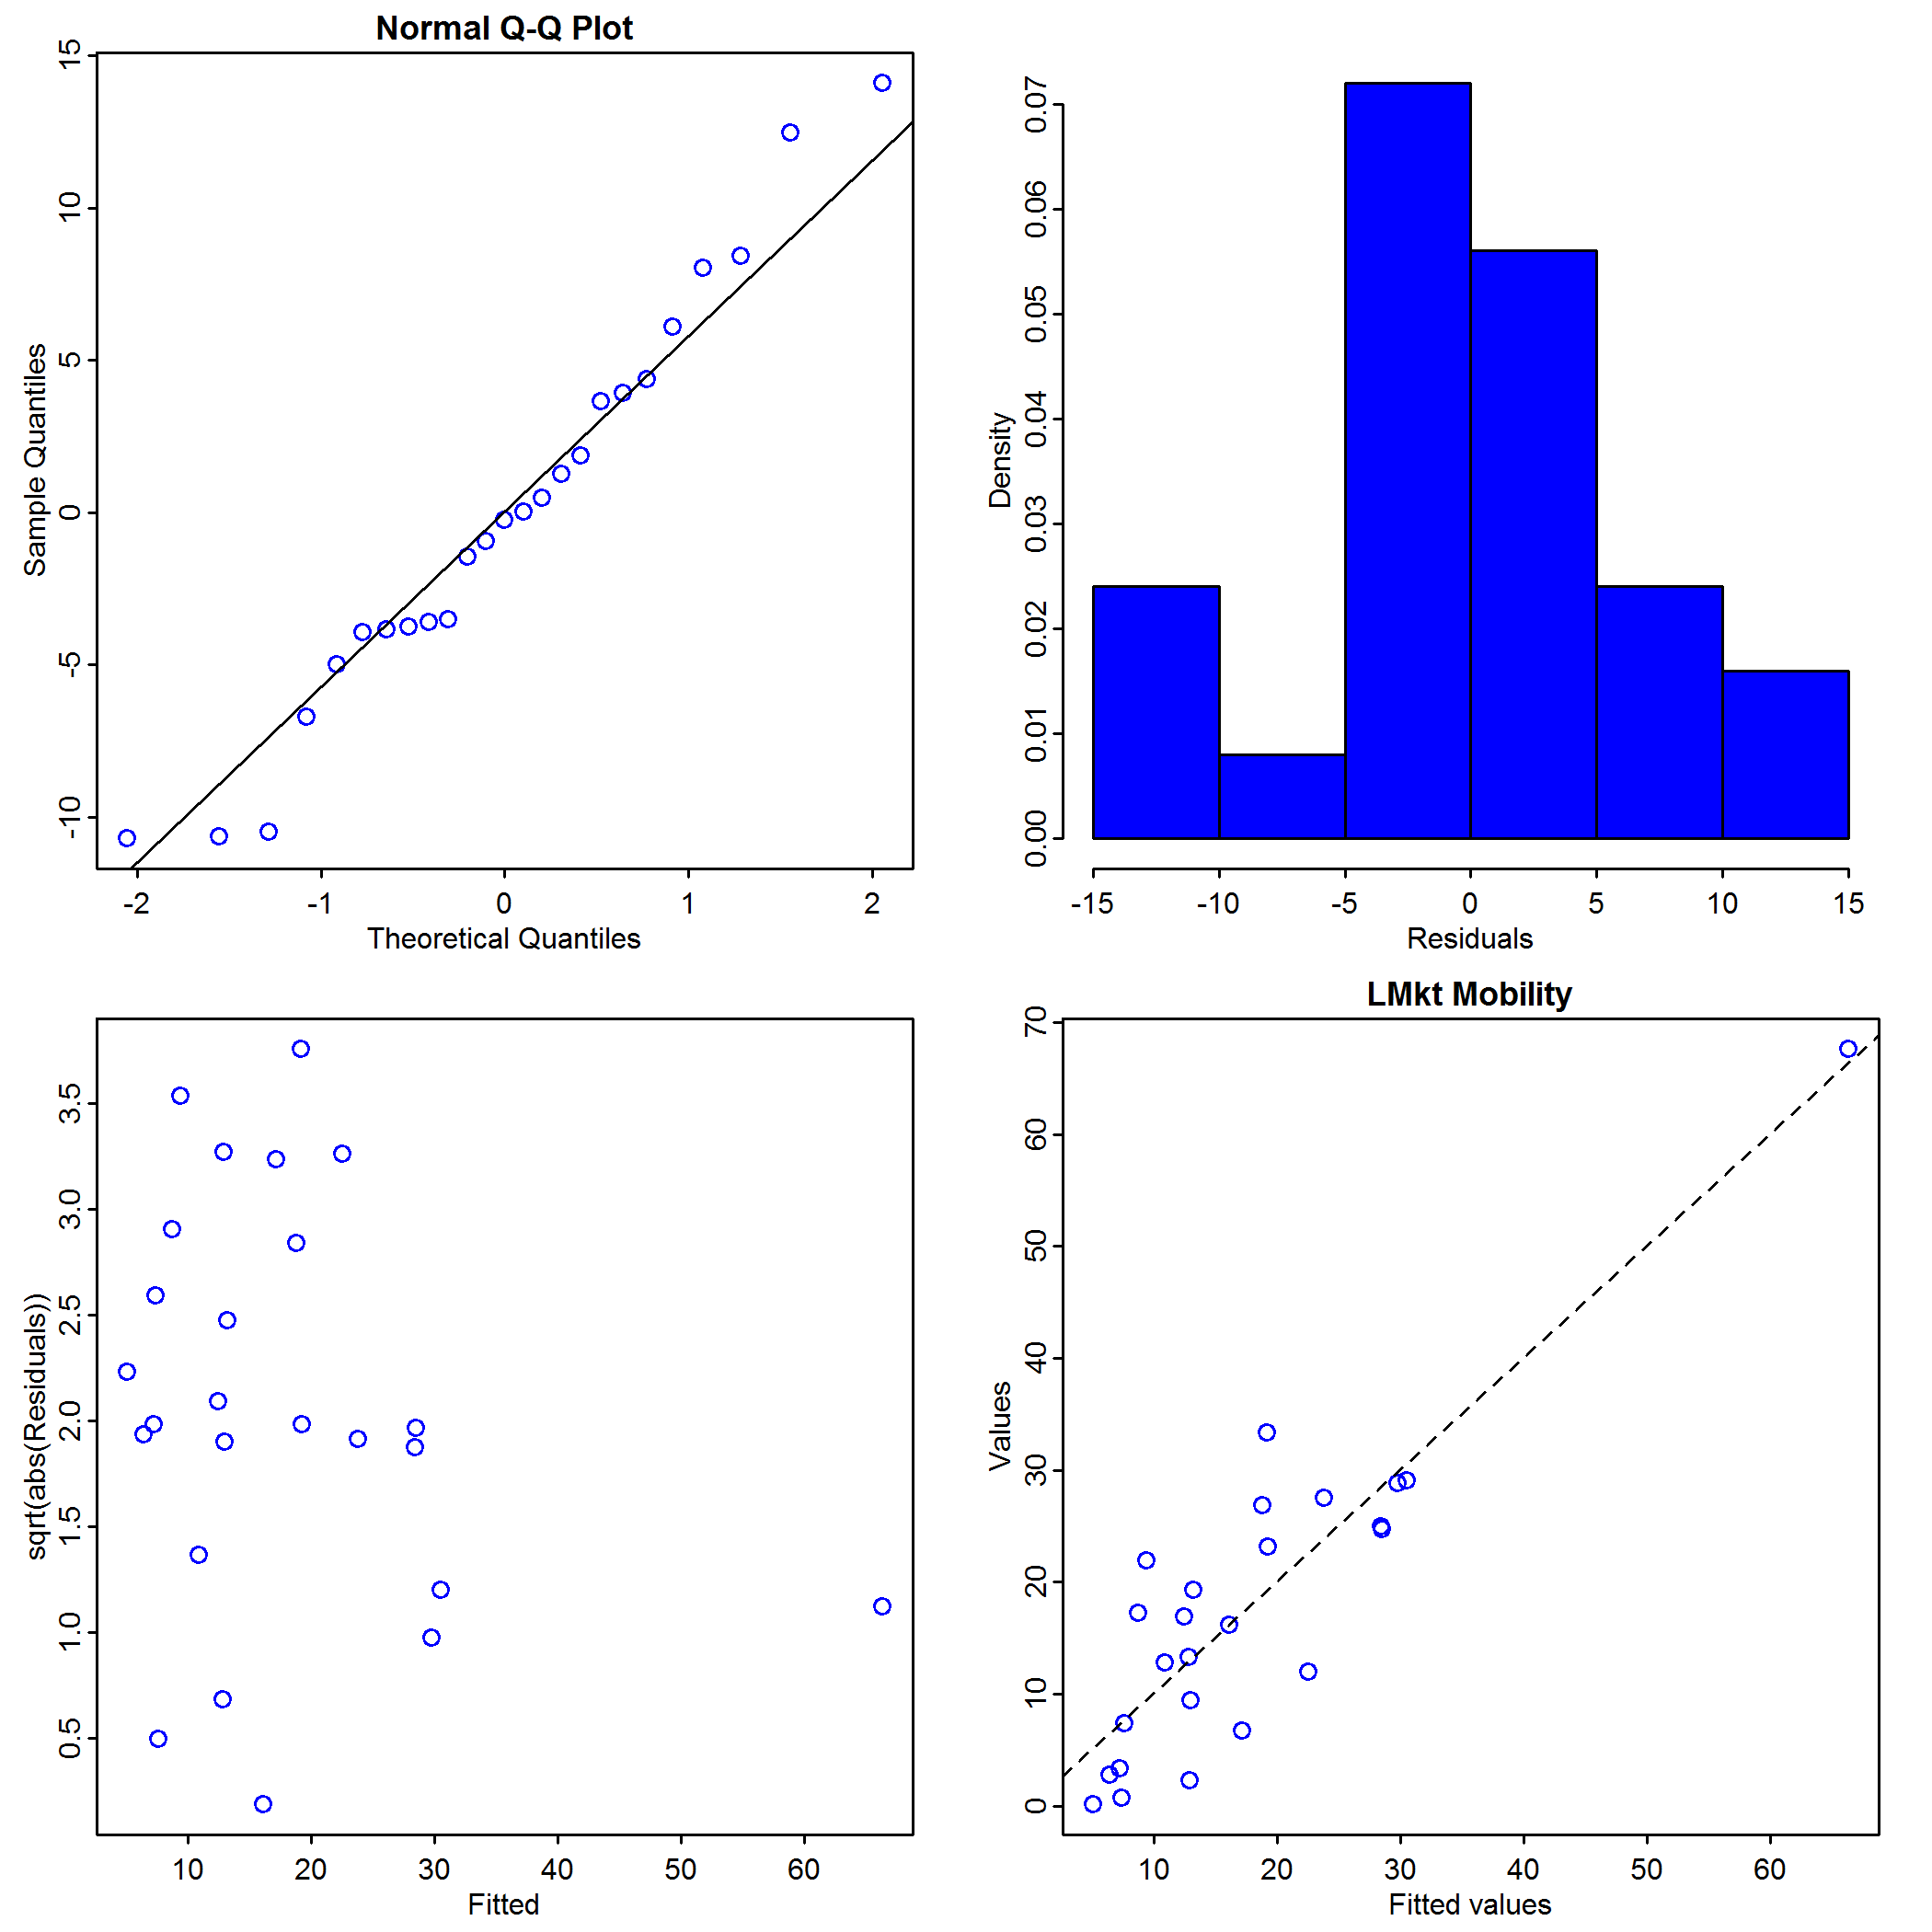 Normal Q-Q Plot
Sample Quantiles
15
10
5
0
-5
-10
-2 -1 0 1 2
Theoretical Quantiles
Density
0.07
0.06
0.05
0.04
0.03
0.02
0.01
0.00
-15 -10 -5 0 5 10 15
Residuals
sqrt(abs(Residuals))
3.5
3.0
2.5
2.0
1.5
1.0
0.5
10 20 30 40 50 60
Fitted
LMkt Mobility
Values
70
60
50
40
30
20
10
0
10 20 30 40 50 60
Fitted values